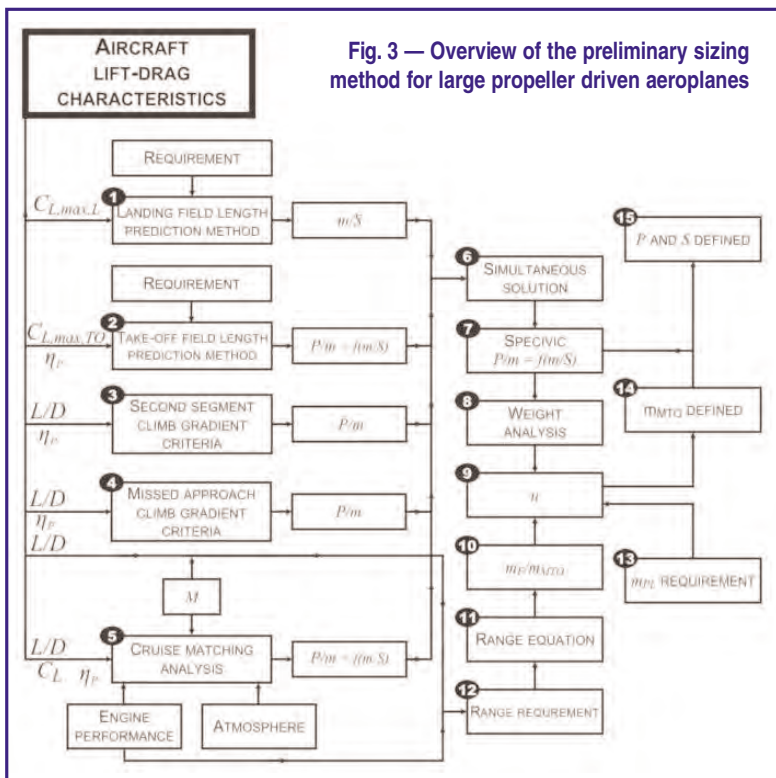 AIRCRAFT
LIFT-DRAG
CHARACTERISTICS
Fig. 3 — Overview of the preliminary sizing
method for large propeller driven aeroplanes
REQUIREMENT
C_{L,max,L}
1
LANDING FIELD LENGTH
PREDICTION METHOD
m/S
REQUIREMENT
C_{L,max,TO}
η_P
2
TAKE-OFF FIELD LENGTH
PREDICTION METHOD
P/m = f(m/S)
L/D
η_P
3
SECOND SEGMENT
CLIMB GRADIENT
CRITERIA
P/m
L/D
η_P
4
MISSED APPROACH
CLIMB GRADIENT
CRITERIA
P/m
L/D
M
L/D
C_L η_P
5
CRUISE MATCHING
ANALYSIS
P/m = f(m/S)
ENGINE
PERFORMANCE
ATMOSPHERE
6
SIMULTANEOUS
SOLUTION
7
SPECIVIC
P/m = f(m/S)
8
WEIGHT
ANALYSIS
9
u
10
m_F/m_MTO
11
RANGE EQUATION
12
RANGE REQUREMENT
15
P AND S DEFINED
14
m_MTO DEFINED
13
m_PL REQUIREMENT